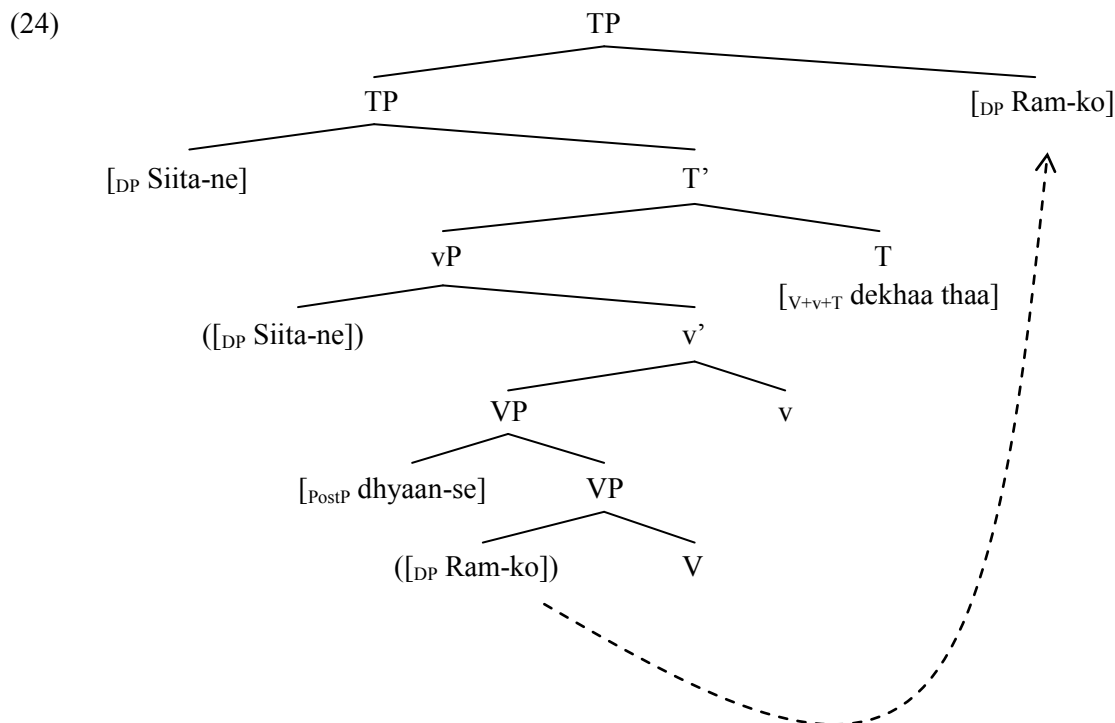 (24) TP
TP [DP Ram-ko]
[DP Siita-ne] T’
vP T
([DP Siita-ne]) v’ [V+v+T dekhaa thaa]
VP v
[PostP dhyaan-se] VP
([DP Ram-ko]) V